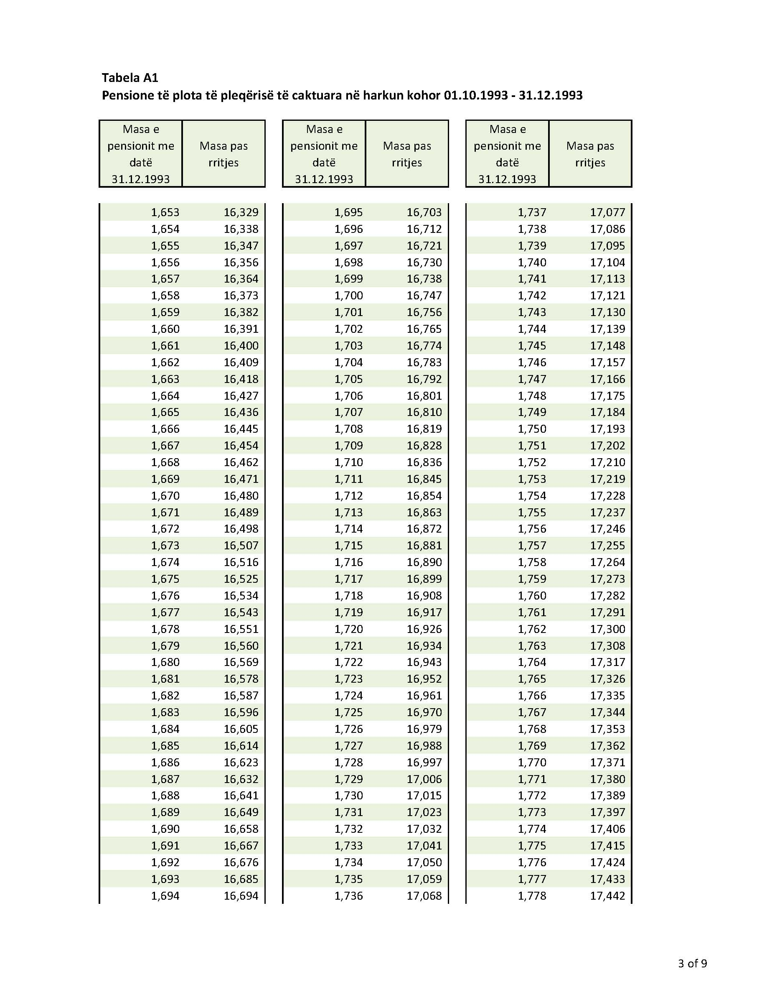 Tabela A1
Pensione të plota të pleqërisë të caktuara në harkun kohor 01.10.1993 - 31.12.1993
Masa e pensionit me datë 31.12.1993 Masa pas rritjes Masa e pensionit me datë 31.12.1993 Masa pas rritjes Masa e pensionit me datë 31.12.1993 Masa pas rritjes
1,653 16,329 1,695 16,703 1,737 17,077
1,654 16,338 1,696 16,712 1,738 17,086
1,655 16,347 1,697 16,721 1,739 17,095
1,656 16,356 1,698 16,730 1,740 17,104
1,657 16,364 1,699 16,738 1,741 17,113
1,658 16,373 1,700 16,747 1,742 17,121
1,659 16,382 1,701 16,756 1,743 17,130
1,660 16,391 1,702 16,765 1,744 17,139
1,661 16,400 1,703 16,774 1,745 17,148
1,662 16,409 1,704 16,783 1,746 17,157
1,663 16,418 1,705 16,792 1,747 17,166
1,664 16,427 1,706 16,801 1,748 17,175
1,665 16,436 1,707 16,810 1,749 17,184
1,666 16,445 1,708 16,819 1,750 17,193
1,667 16,454 1,709 16,828 1,751 17,202
1,668 16,462 1,710 16,836 1,752 17,210
1,669 16,471 1,711 16,845 1,753 17,219
1,670 16,480 1,712 16,854 1,754 17,228
1,671 16,489 1,713 16,863 1,755 17,237
1,672 16,498 1,714 16,872 1,756 17,246
1,673 16,507 1,715 16,881 1,757 17,255
1,674 16,516 1,716 16,890 1,758 17,264
1,675 16,525 1,717 16,899 1,759 17,273
1,676 16,534 1,718 16,908 1,760 17,282
1,677 16,543 1,719 16,917 1,761 17,291
1,678 16,551 1,720 16,926 1,762 17,300
1,679 16,560 1,721 16,934 1,763 17,308
1,680 16,569 1,722 16,943 1,764 17,317
1,681 16,578 1,723 16,952 1,765 17,326
1,682 16,587 1,724 16,961 1,766 17,335
1,683 16,596 1,725 16,970 1,767 17,344
1,684 16,605 1,726 16,979 1,768 17,353
1,685 16,614 1,727 16,988 1,769 17,362
1,686 16,623 1,728 16,997 1,770 17,371
1,687 16,632 1,729 17,006 1,771 17,380
1,688 16,641 1,730 17,015 1,772 17,389
1,689 16,649 1,731 17,023 1,773 17,397
1,690 16,658 1,732 17,032 1,774 17,406
1,691 16,667 1,733 17,041 1,775 17,415
1,692 16,676 1,734 17,050 1,776 17,424
1,693 16,685 1,735 17,059 1,777 17,433
1,694 16,694 1,736 17,068 1,778 17,442
3 of 9